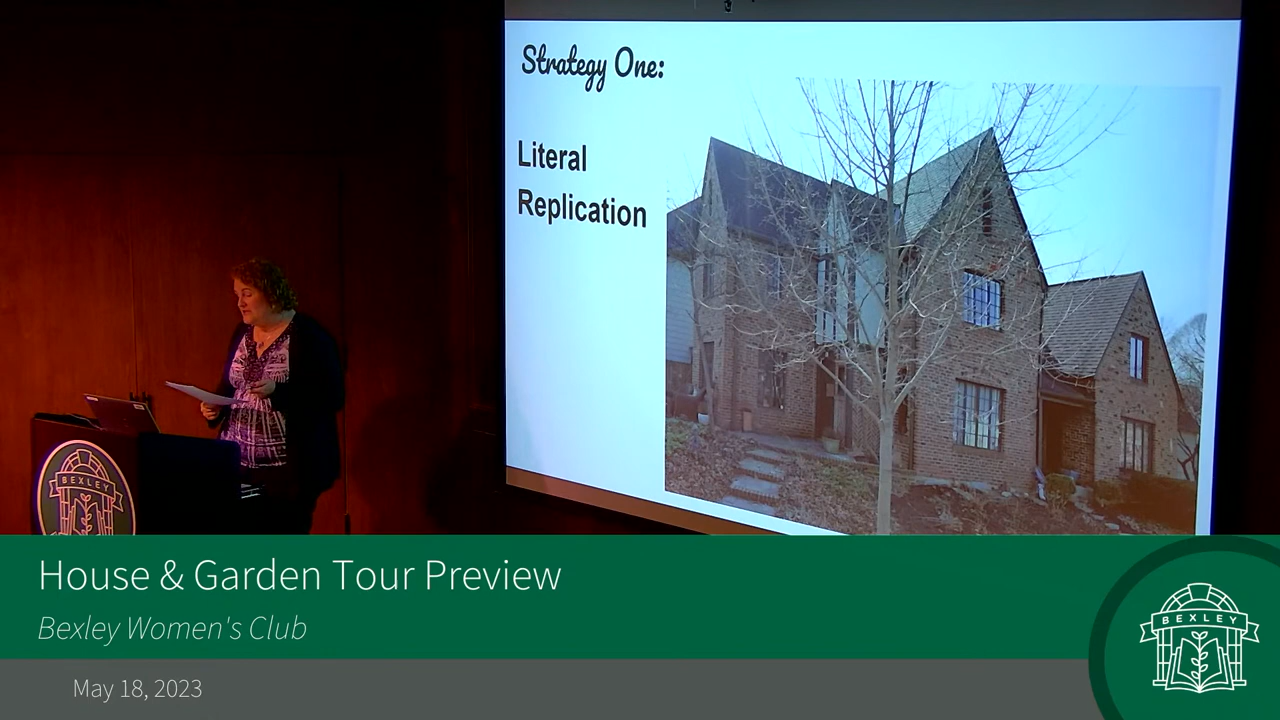 Strategy One:
Literal
Replication
BEXLEY
House & Garden Tour Preview
Bexley Women's Club
BEXLEY
May 18, 2023